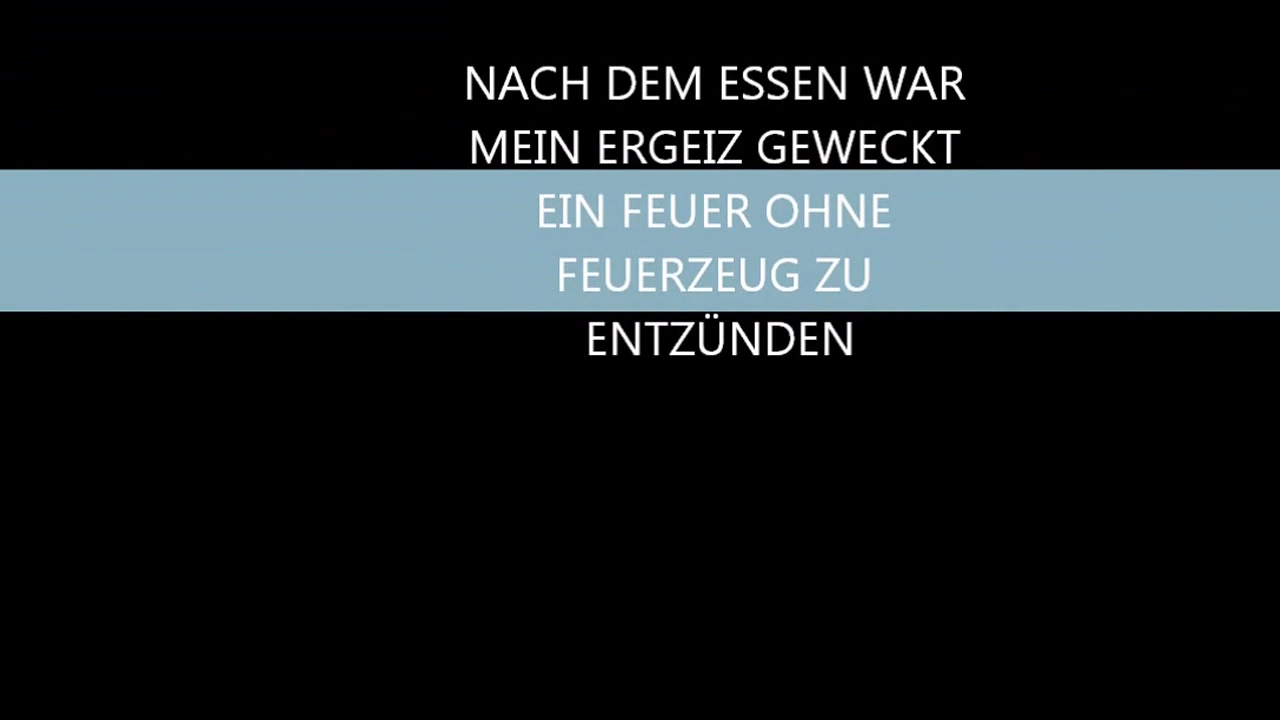 NACH DEM ESSEN WAR
MEIN ERGEIZ GEWECKT
EIN FEUER OHNE
FEUERZEUG ZU
ENTZÜNDEN